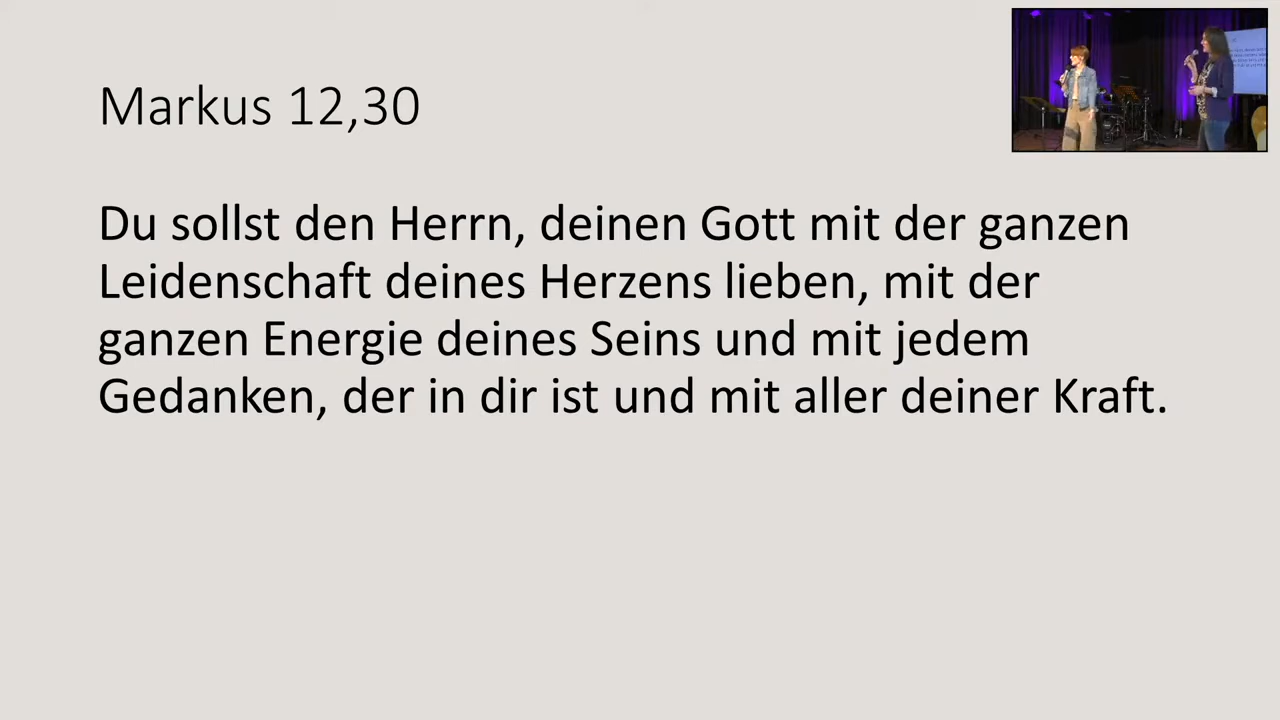 Markus 12,30
Du sollst den Herrn, deinen Gott mit der ganzen
Leidenschaft deines Herzens lieben, mit der
ganzen Energie deines Seins und mit jedem
Gedanken, der in dir ist und mit aller deiner Kraft.